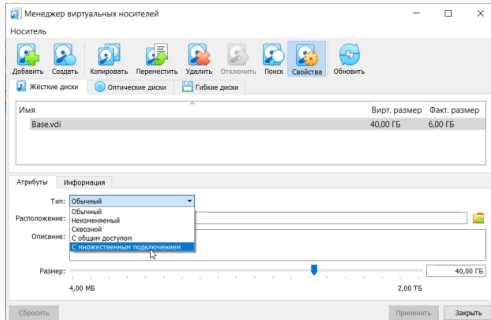 Менеджер виртуальных носителей
Носитель
Добавить Создать Копировать Переместить Удалить Отключить Поиск Свойства Обновить
Жёсткие диски Оптические диски Гибкие диски
Имя Вирт. размер Факт. размер
Base.vdi 40,00 ГБ 6,00 ГБ
Атрибуты Информация
Тип: Обычный
Обычный
Неизменяемый
Расположение:
Сквозной
С общим доступом
Описание:
С множественным подключением
Размер: 40,00 ГБ
4,00 МБ 2,00 ТБ
Сбросить Применить Закрыть